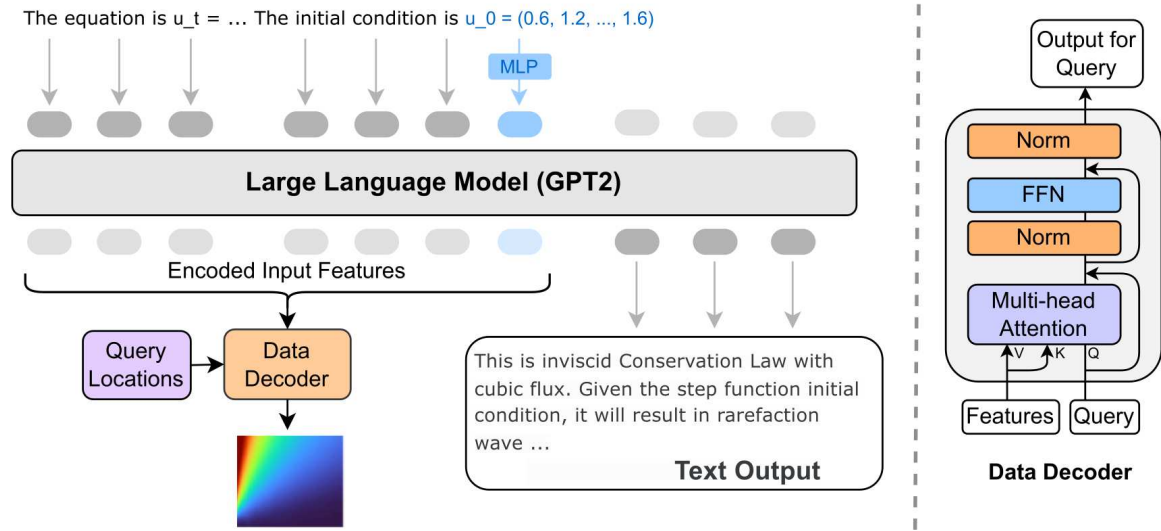 The equation is u_t = ... The initial condition is u_0 = (0.6, 1.2, ..., 1.6)
MLP
Large Language Model (GPT2)
Encoded Input Features
Query
Locations
Data
Decoder
This is inviscid Conservation Law with
cubic flux. Given the step function initial
condition, it will result in rarefaction
wave ...
Text Output
Output for
Query
Norm
FFN
Norm
Multi-head
Attention
V
K
Q
Features
Query
Data Decoder